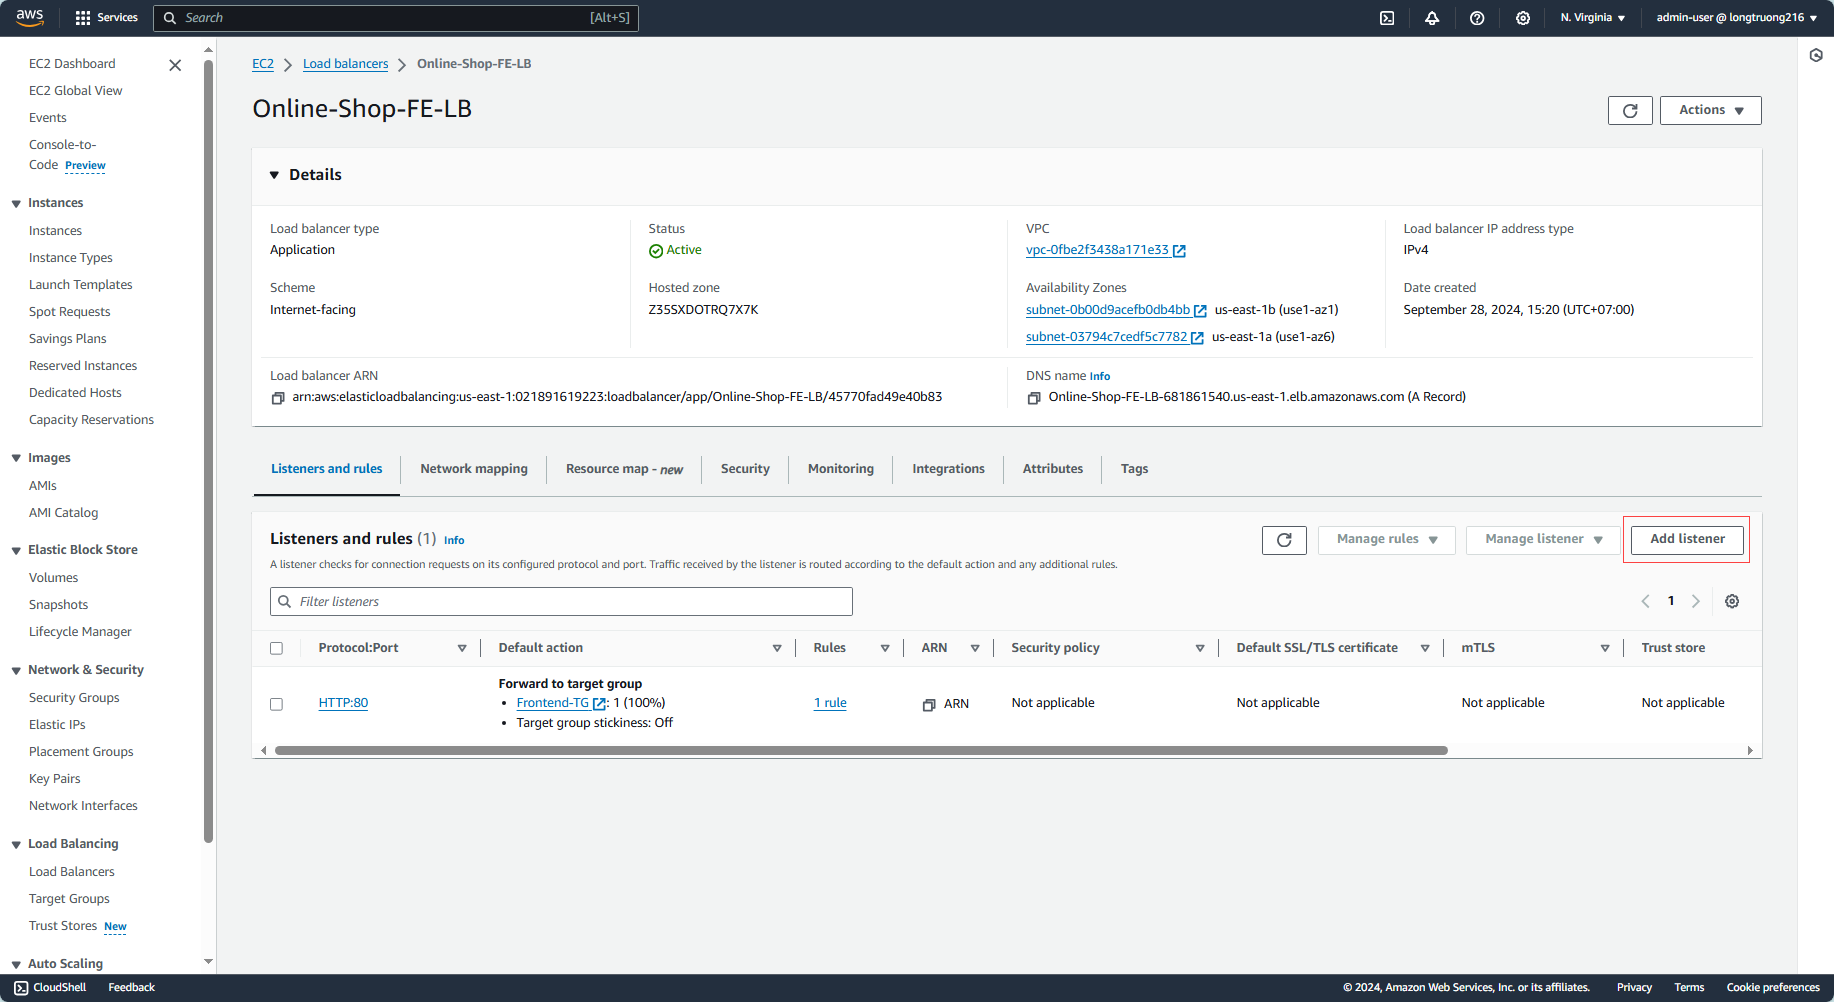 aws
Services
Search
[Alt+S]
N. Virginia
admin-user @ longtruong216
EC2 Dashboard
EC2 Global View
Events
Console-to-
Code Preview
Instances
Instances
Instance Types
Launch Templates
Spot Requests
Savings Plans
Reserved Instances
Dedicated Hosts
Capacity Reservations
Images
AMIs
AMI Catalog
Elastic Block Store
Volumes
Snapshots
Lifecycle Manager
Network & Security
Security Groups
Elastic IPs
Placement Groups
Key Pairs
Network Interfaces
Load Balancing
Load Balancers
Target Groups
Trust Stores New
Auto Scaling
EC2 Load balancers Online-Shop-FE-LB
Online-Shop-FE-LB
Actions
Details
Load balancer type
Application
Status
Active
VPC
vpc-0fbe2f3438a171e33
Load balancer IP address type
IPv4
Scheme
Internet-facing
Hosted zone
Z35SXDOTRQ7X7K
Availability Zones
subnet-0b00d9acefb0db4bb us-east-1b (use1-az1)
subnet-03794c7cedf5c7782 us-east-1a (use1-az6)
Date created
September 28, 2024, 15:20 (UTC+07:00)
Load balancer ARN
arn:aws:elasticloadbalancing:us-east-1:021891619223:loadbalancer/app/Online-Shop-FE-LB/45770fad49e40b83
DNS name Info
Online-Shop-FE-LB-681861540.us-east-1.elb.amazonaws.com (A Record)
Listeners and rules
Network mapping
Resource map - new
Security
Monitoring
Integrations
Attributes
Tags
Listeners and rules (1) Info
Manage rules
Manage listener
Add listener
A listener checks for connection requests on its configured protocol and port. Traffic received by the listener is routed according to the default action and any additional rules.
Filter listeners
1
Protocol:Port
Default action
Rules
ARN
Security policy
Default SSL/TLS certificate
mTLS
Trust store
HTTP:80
Forward to target group
• Frontend-TG : 1 (100%)
• Target group stickiness: Off
1 rule
ARN
Not applicable
Not applicable
Not applicable
Not applicable
CloudShell
Feedback
© 2024, Amazon Web Services, Inc. or its affiliates.
Privacy
Terms
Cookie preferences